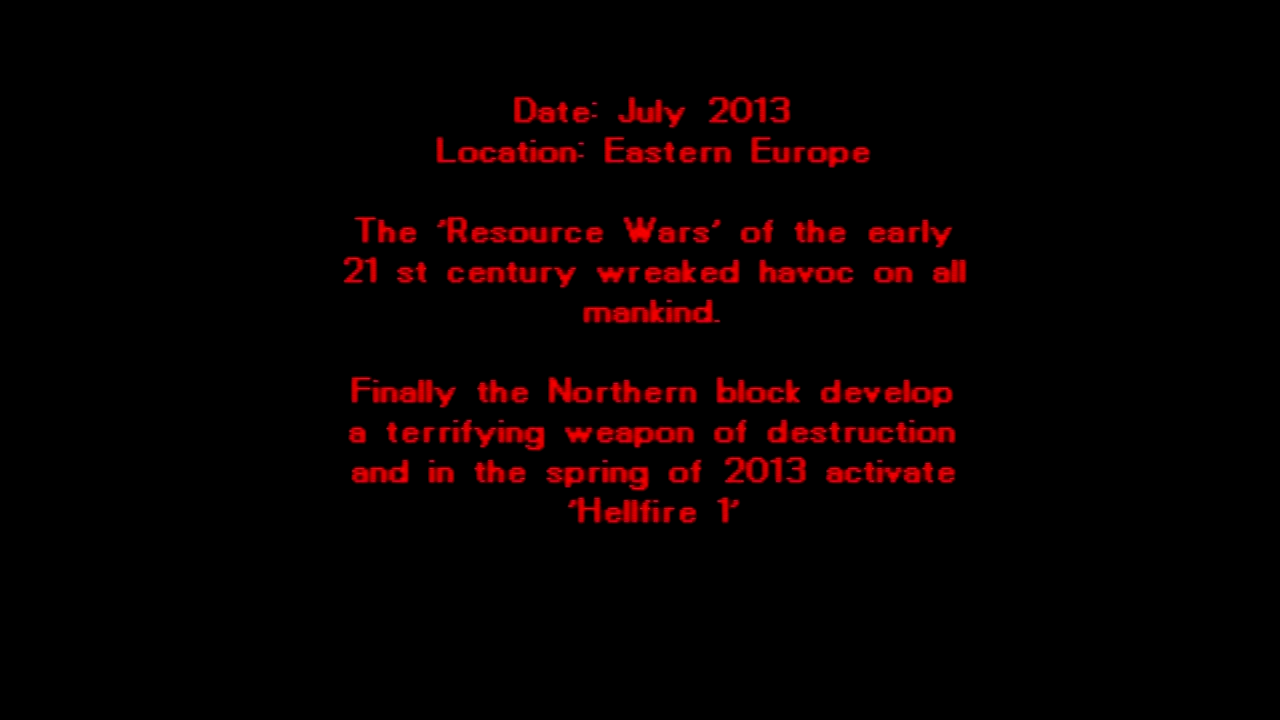 Date: July 2013
Location: Eastern Europe
The 'Resource Wars' of the early
21 st century wreaked havoc on all
mankind.
Finally the Northern block develop
a terrifying weapon of destruction
and in the spring of 2013 activate
'Hellfire 1'